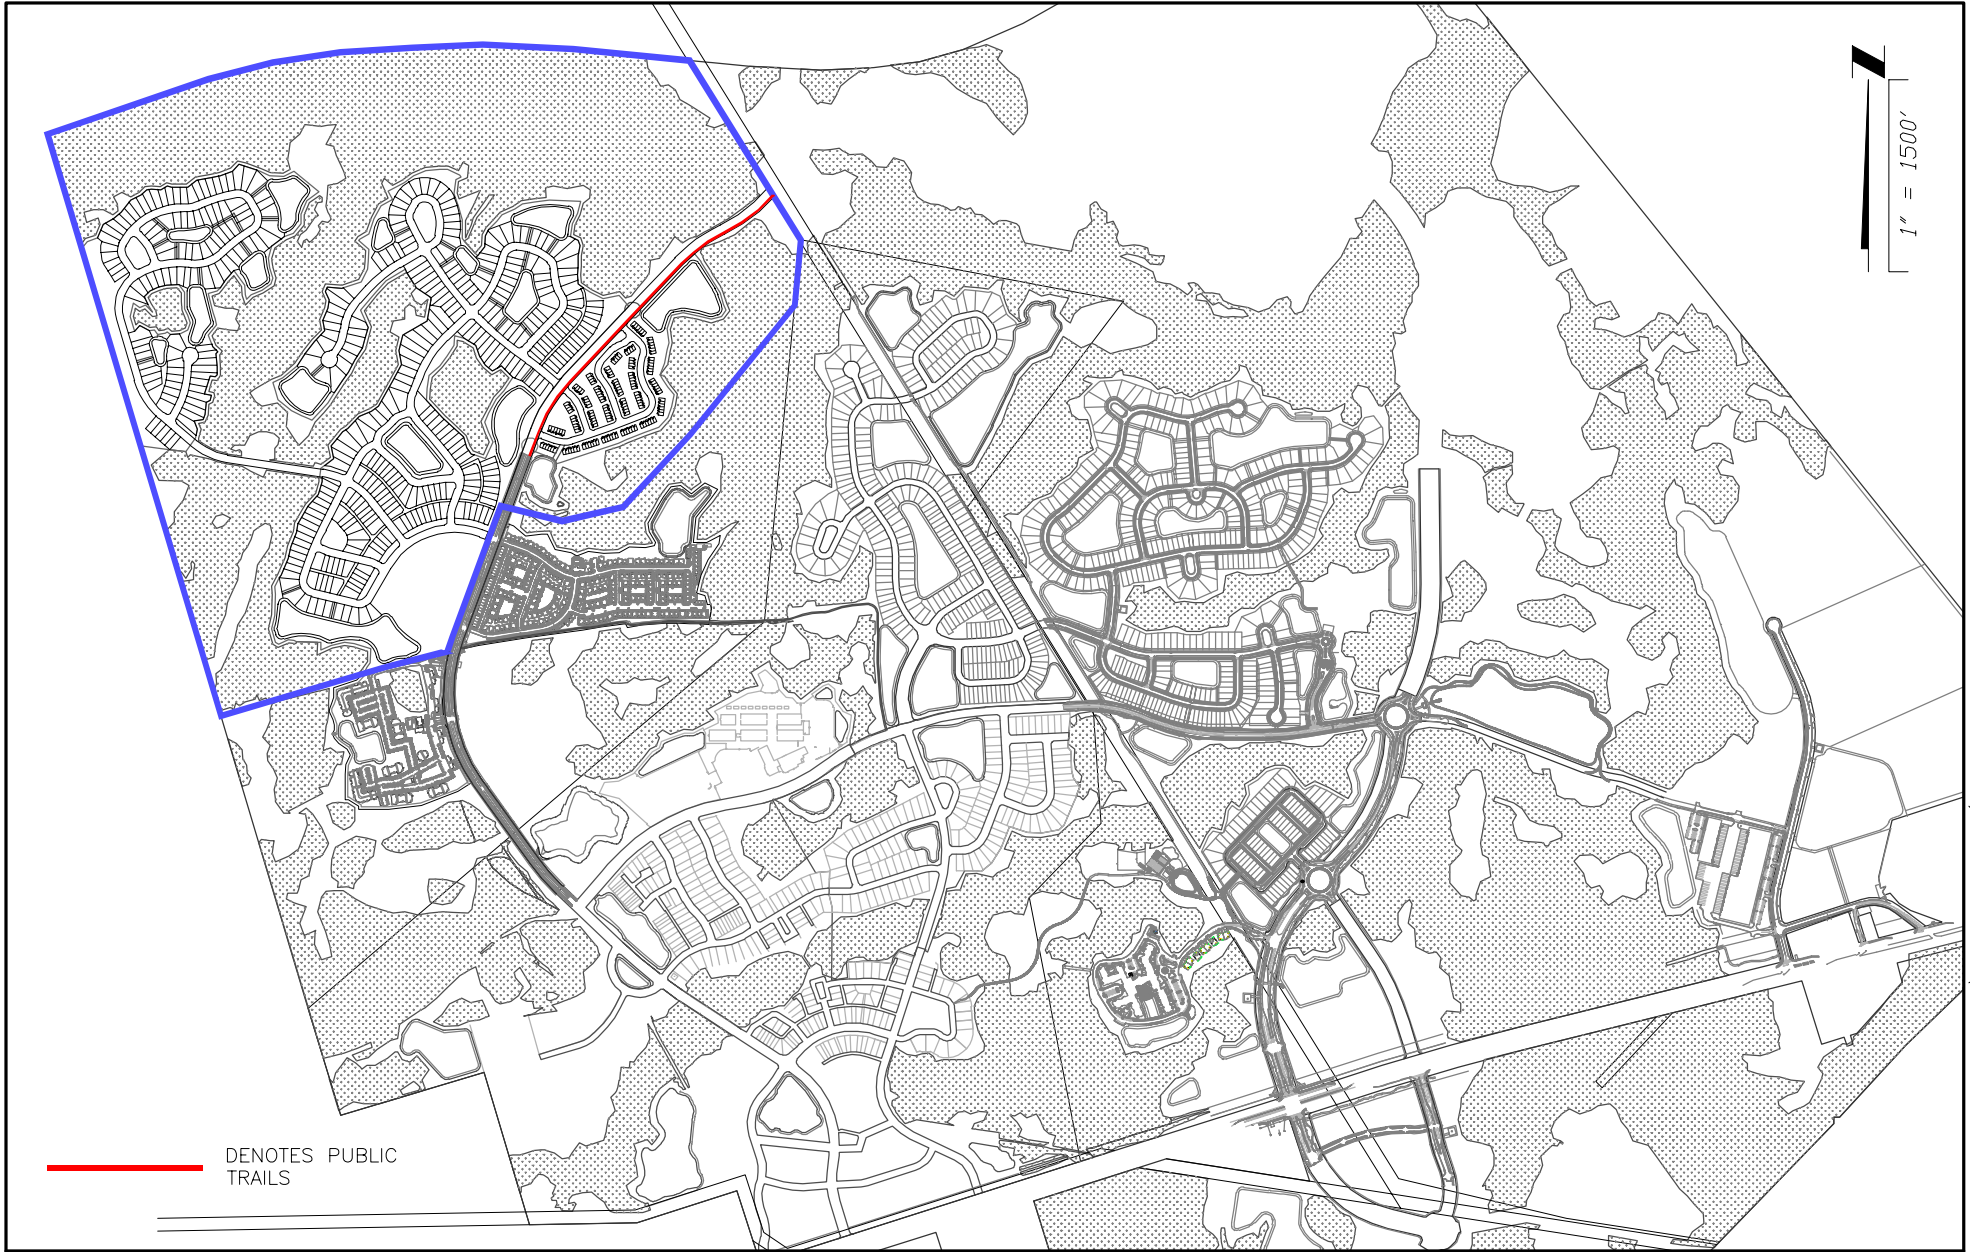 1" = 1500'
DENOTES PUBLIC
TRAILS